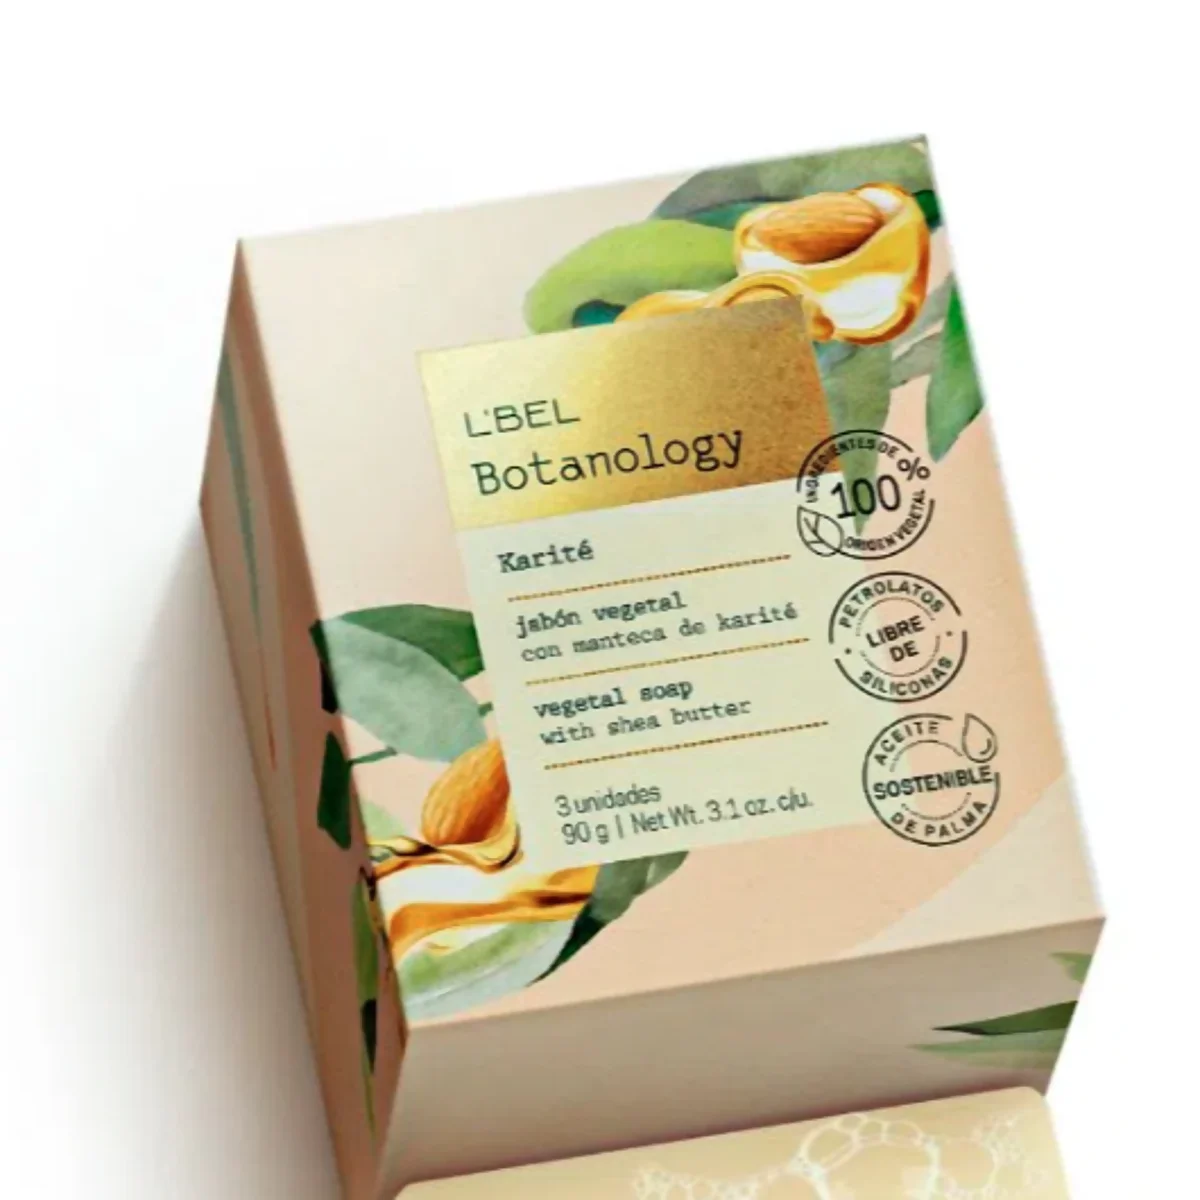 L'BEL
Botanology
Karité
jabón vegetal
con manteca de karité
vegetal soap
with shea butter
3 unidades
90 g | Net Wt. 3.1 oz. c/u.
INGREDIENTES DE
100%
ORIGEN VEGETAL
PETROLATOS
LIBRE
DE
SILICONAS
ACEITE
SOSTENIBLE
DE PALMA